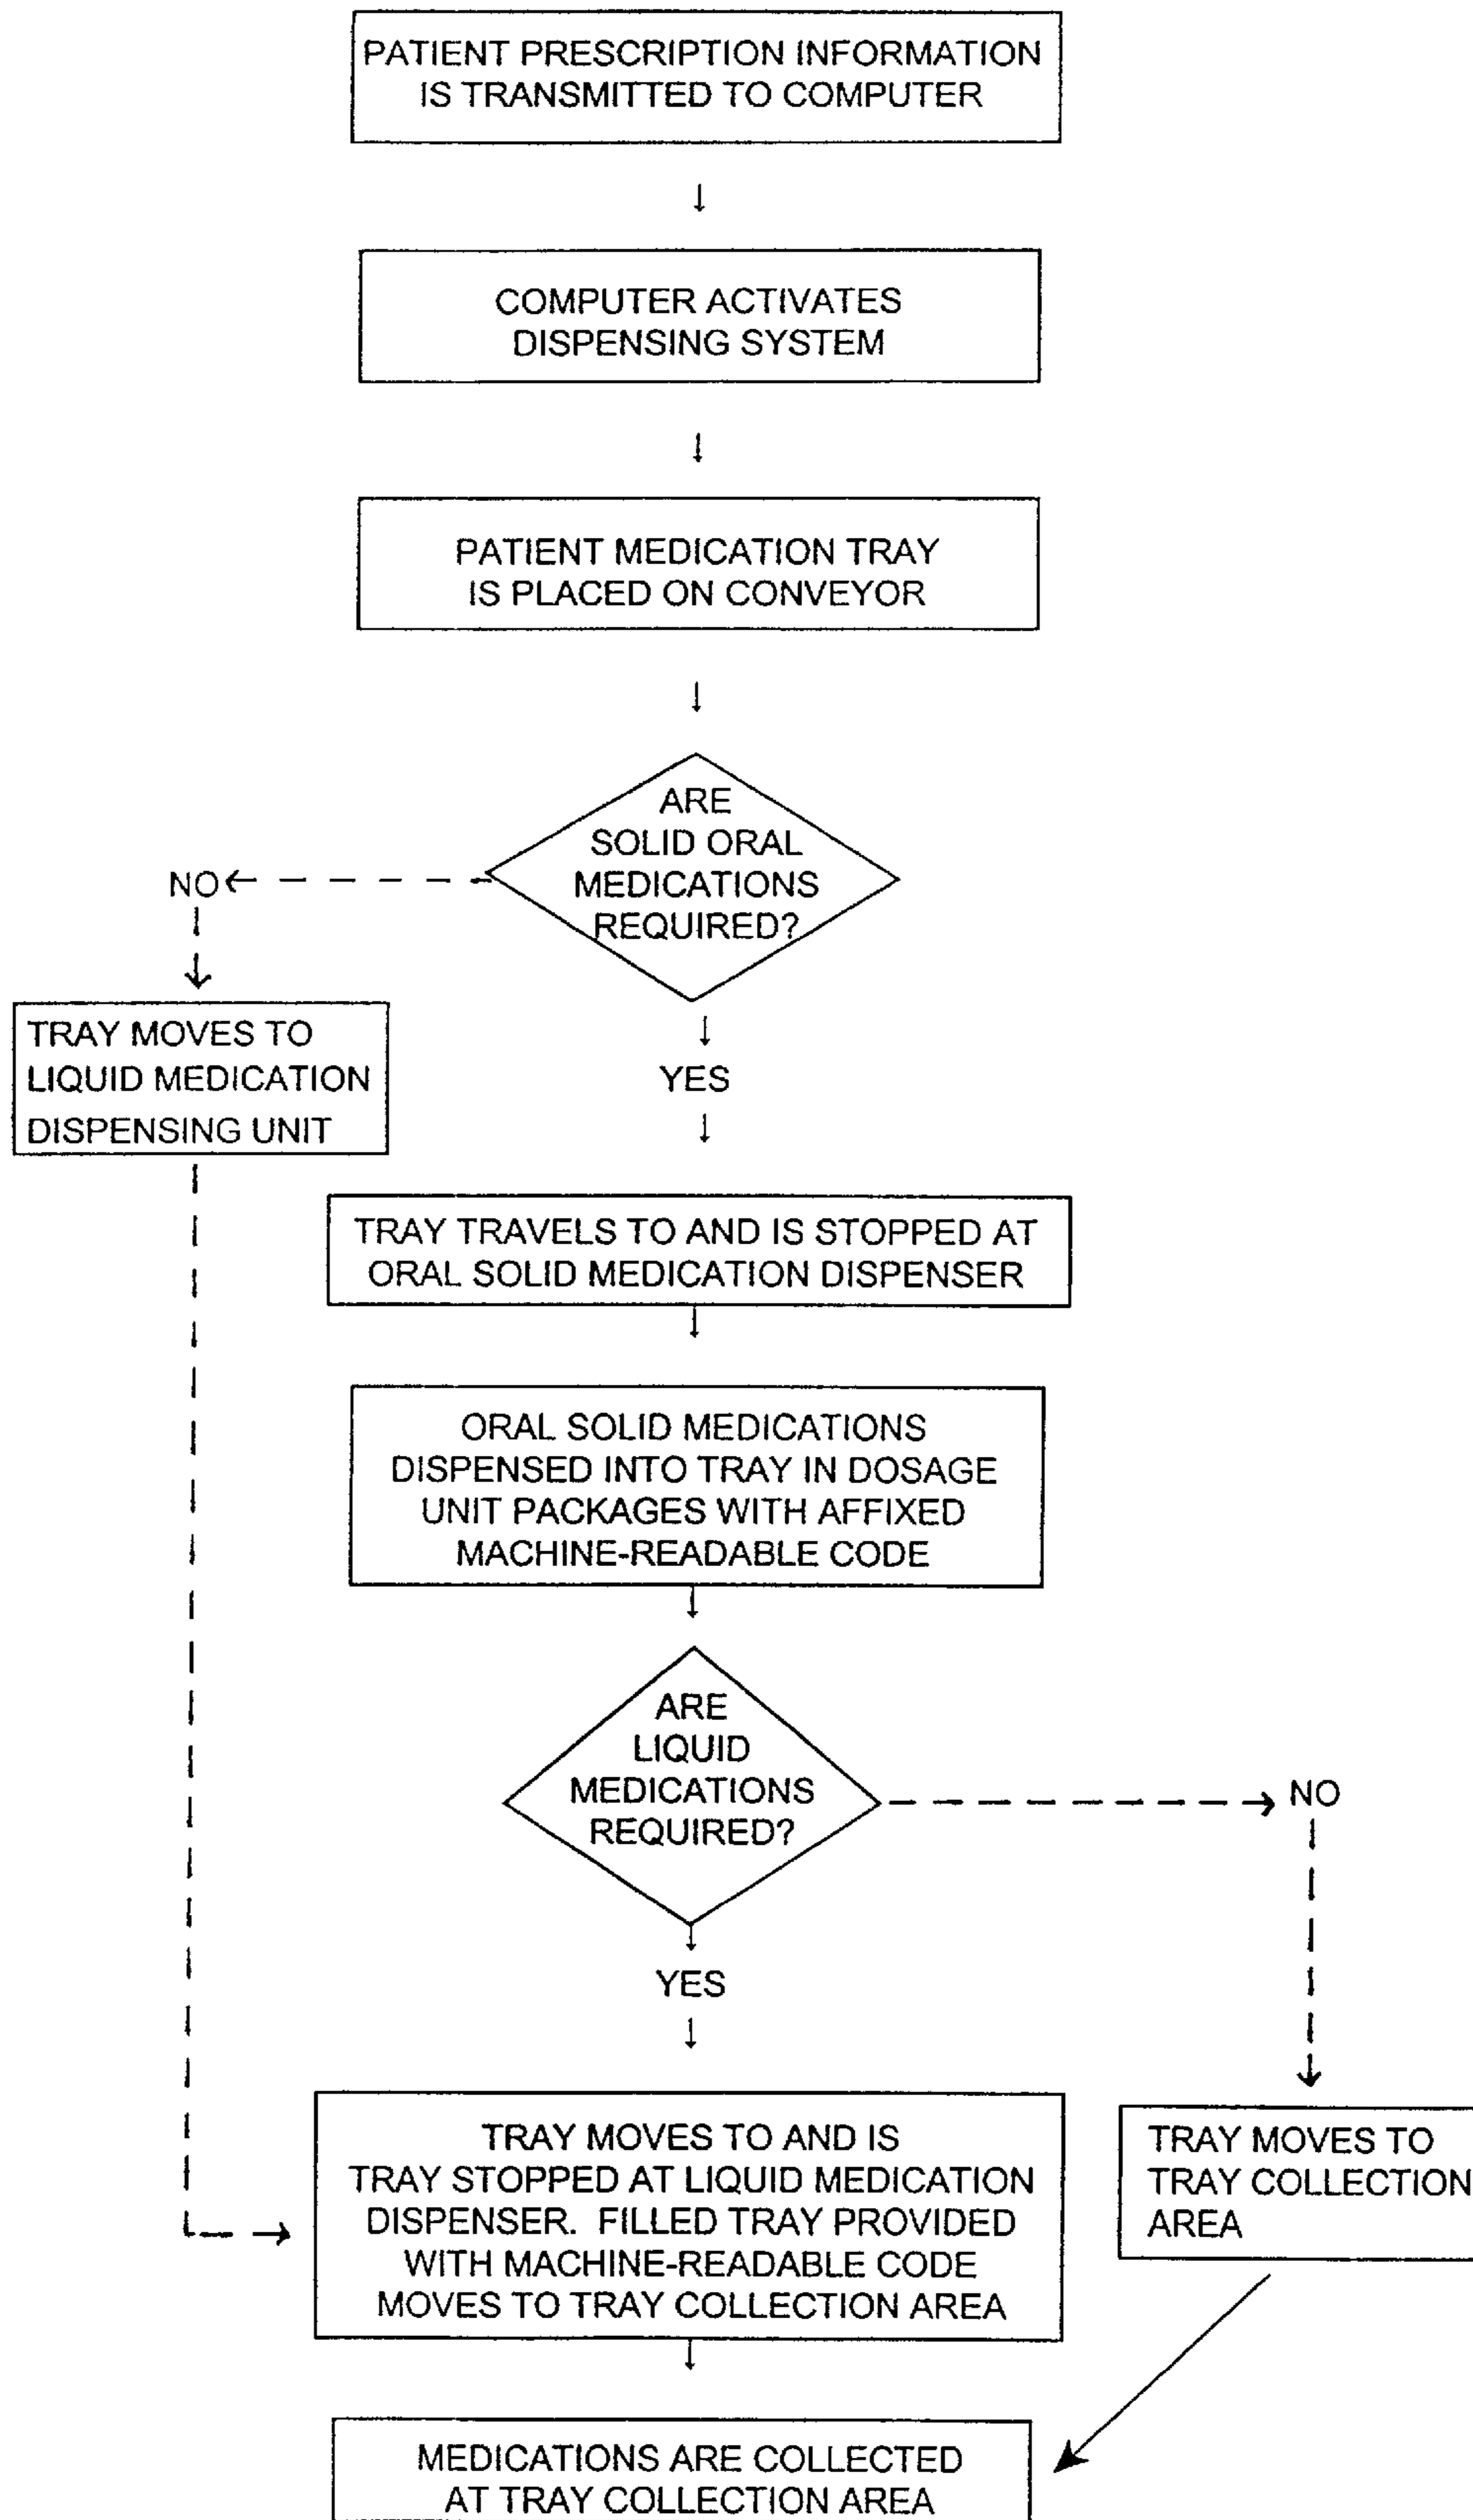 PATIENT PRESCRIPTION INFORMATION
IS TRANSMITTED TO COMPUTER
COMPUTER ACTIVATES
DISPENSING SYSTEM
PATIENT MEDICATION TRAY
IS PLACED ON CONVEYOR
ARE
SOLID ORAL
MEDICATIONS
REQUIRED?
NO
TRAY MOVES TO
LIQUID MEDICATION
DISPENSING UNIT
YES
TRAY TRAVELS TO AND IS STOPPED AT
ORAL SOLID MEDICATION DISPENSER
ORAL SOLID MEDICATIONS
DISPENSED INTO TRAY IN DOSAGE
UNIT PACKAGES WITH AFFIXED
MACHINE-READABLE CODE
ARE
LIQUID
MEDICATIONS
REQUIRED?
NO
YES
TRAY MOVES TO AND IS
TRAY STOPPED AT LIQUID MEDICATION
DISPENSER. FILLED TRAY PROVIDED
WITH MACHINE-READABLE CODE
MOVES TO TRAY COLLECTION AREA
TRAY MOVES TO
TRAY COLLECTION
AREA
MEDICATIONS ARE COLLECTED
AT TRAY COLLECTION AREA